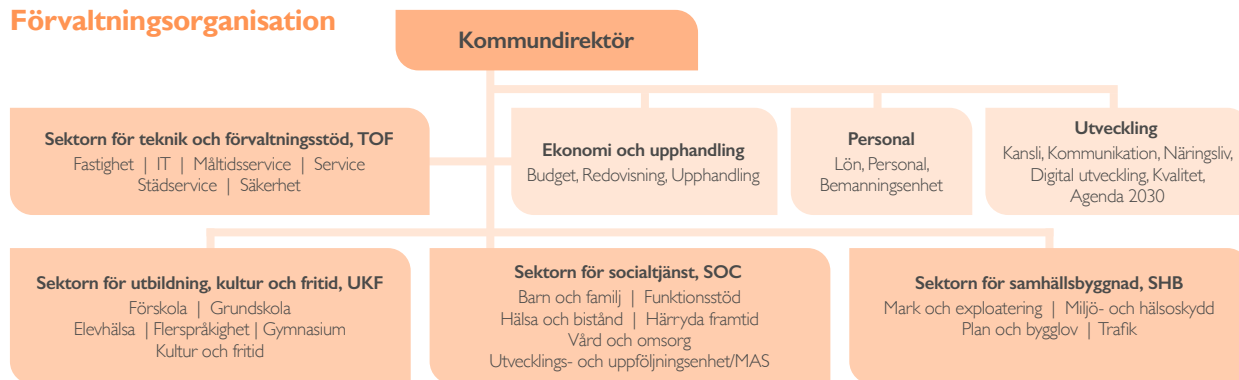 Förvaltningsorganisation
Kommundirektör
Sektorn för teknik och förvaltningsstöd, TOF
Fastighet | IT | Måltidsservice | Service
Städservice | Säkerhet
Ekonomi och upphandling
Budget, Redovisning, Upphandling
Personal
Lön, Personal,
Bemanningsenhet
Utveckling
Kansli, Kommunikation, Näringsliv,
Digital utveckling, Kvalitet,
Agenda 2030
Sektorn för utbildning, kultur och fritid, UKF
Förskola | Grundskola
Elevhälsa | Flerspråkighet | Gymnasium
Kultur och fritid
Sektorn för socialtjänst, SOC
Barn och familj | Funktionsstöd
Hälsa och bistånd | Härryda framtid
Vård och omsorg
Utvecklings- och uppföljningsenhet/MAS
Sektorn för samhällsbyggnad, SHB
Mark och exploatering | Miljö- och hälsoskydd
Plan och bygglov | Trafik